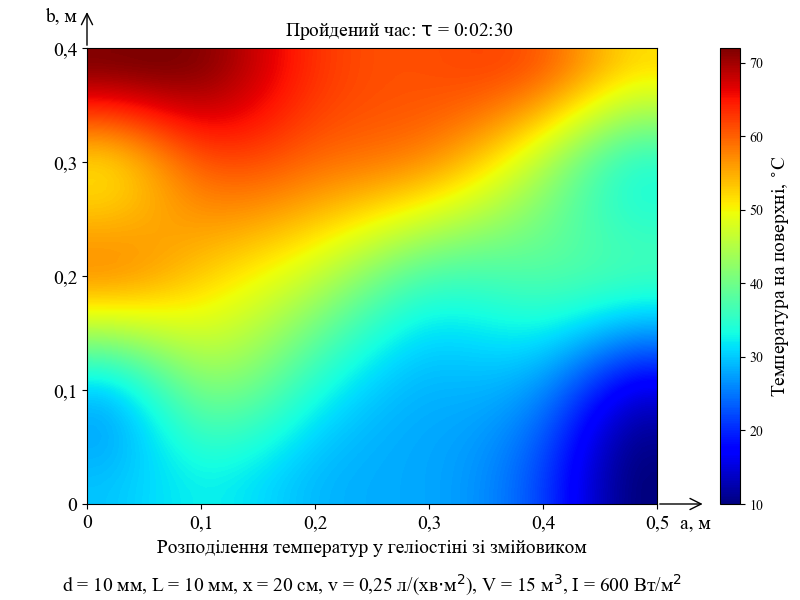 b, м
Пройдений час: τ = 0:02:30
0,4
0,3
0,2
0,1
0
0 0,1 0,2 0,3 0,4 0,5 a, м
70
60
50
40
30
20
10
Температура на поверхні, °C
Розподілення температур у геліостіні зі змійовиком
d = 10 мм, L = 10 мм, x = 20 см, v = 0,25 л/(хв·м²), V = 15 м³, I = 600 Вт/м²